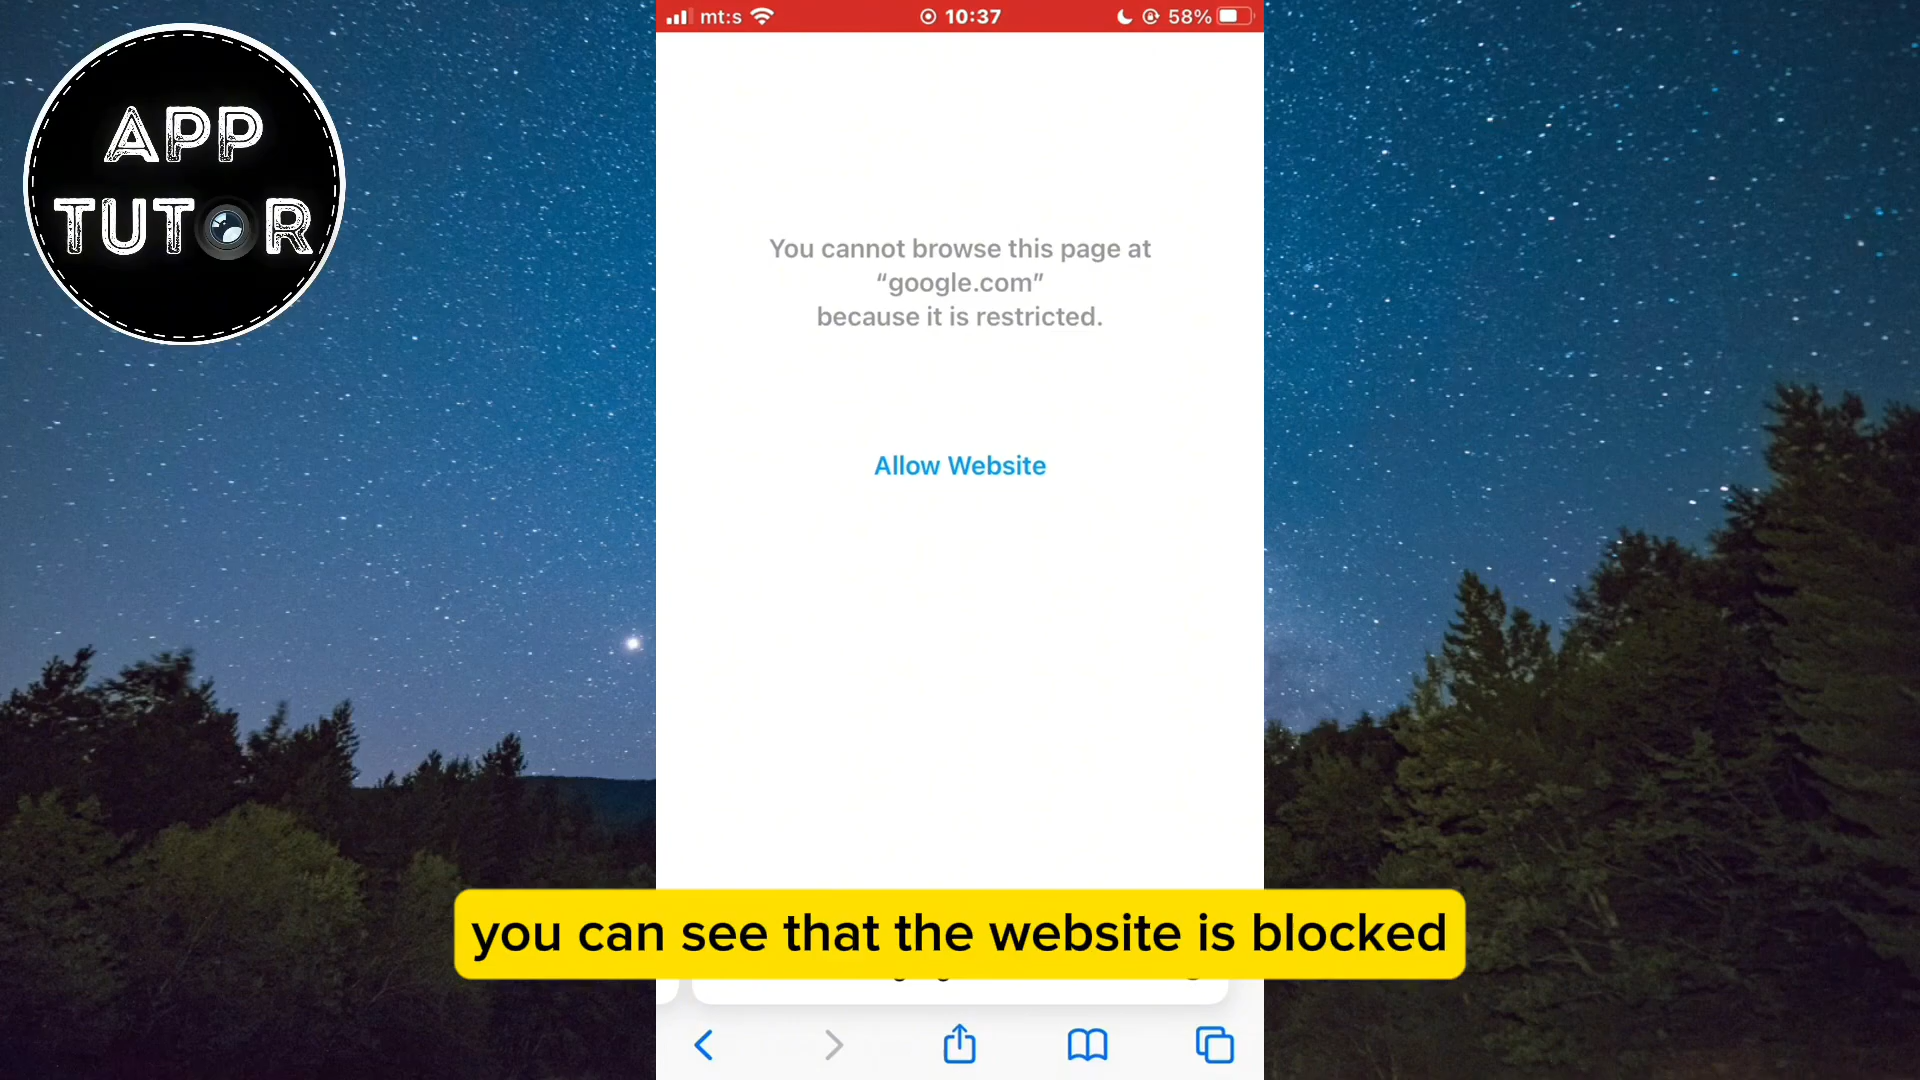 APP
TUTOR
mt:s
10:37
58%
You cannot browse this page at
“google.com”
because it is restricted.
Allow Website
you can see that the website is blocked